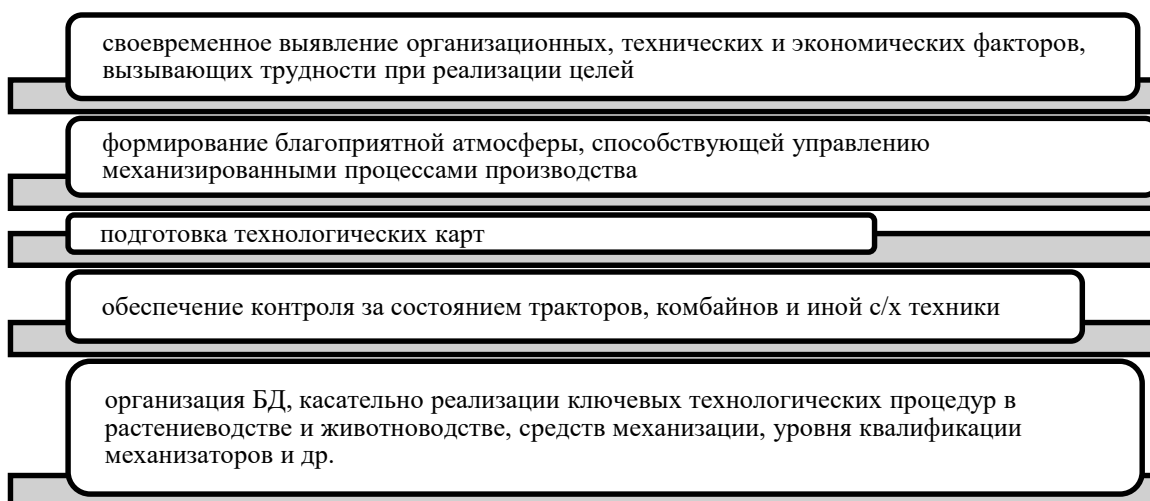 своевременное выявление организационных, технических и экономических факторов,
вызывающих трудности при реализации целей
формирование благоприятной атмосферы, способствующей управлению
механизированными процессами производства
подготовка технологических карт
обеспечение контроля за состоянием тракторов, комбайнов и иной с/х техники
организация БД, касательно реализации ключевых технологических процедур в
растениеводстве и животноводстве, средств механизации, уровня квалификации
механизаторов и др.